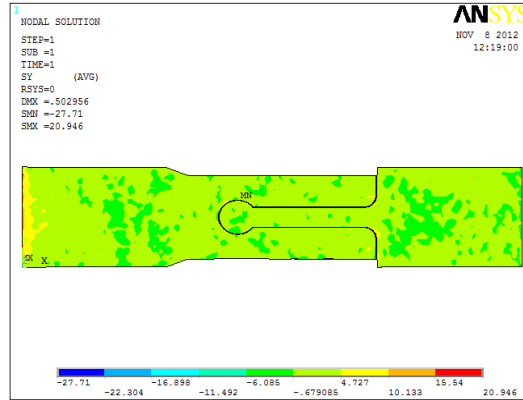 1
NODAL SOLUTION
STEP=1
SUB =1
TIME=1
SY (AVG)
RSYS=0
DMX =.502956
SMN =-27.71
SMX =20.946
ANSYS
NOV 8 2012
12:19:00
MN
MX X
-27.71 -16.898 -6.085 4.727 15.54
-22.304 -11.492 -.679085 10.133 20.946